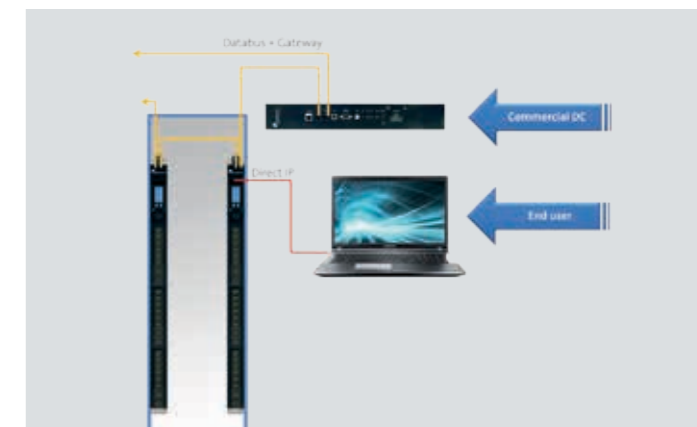 Databus + Gateway
Commercial DC
Direct IP
End user